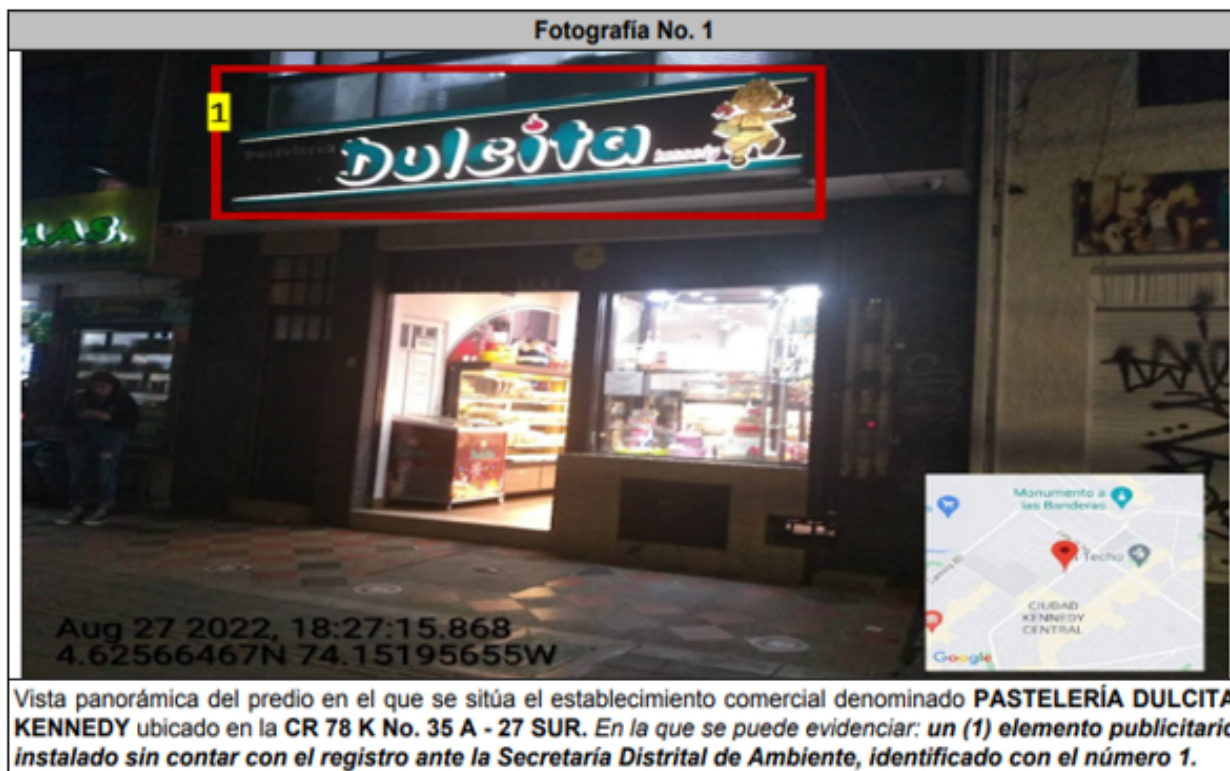 Fotografía No. 1
1
Pastelería
Dulcita
kennedy
Aug 27 2022, 18:27:15.868
4.62566467N 74.15195655W
Monumento a
las Banderas
Techo
CIUDAD
KENNEDY
CENTRAL
Google
Vista panorámica del predio en el que se sitúa el establecimiento comercial denominado PASTELERÍA DULCITA
KENNEDY ubicado en la CR 78 K No. 35 A - 27 SUR. En la que se puede evidenciar: un (1) elemento publicitario
instalado sin contar con el registro ante la Secretaría Distrital de Ambiente, identificado con el número 1.